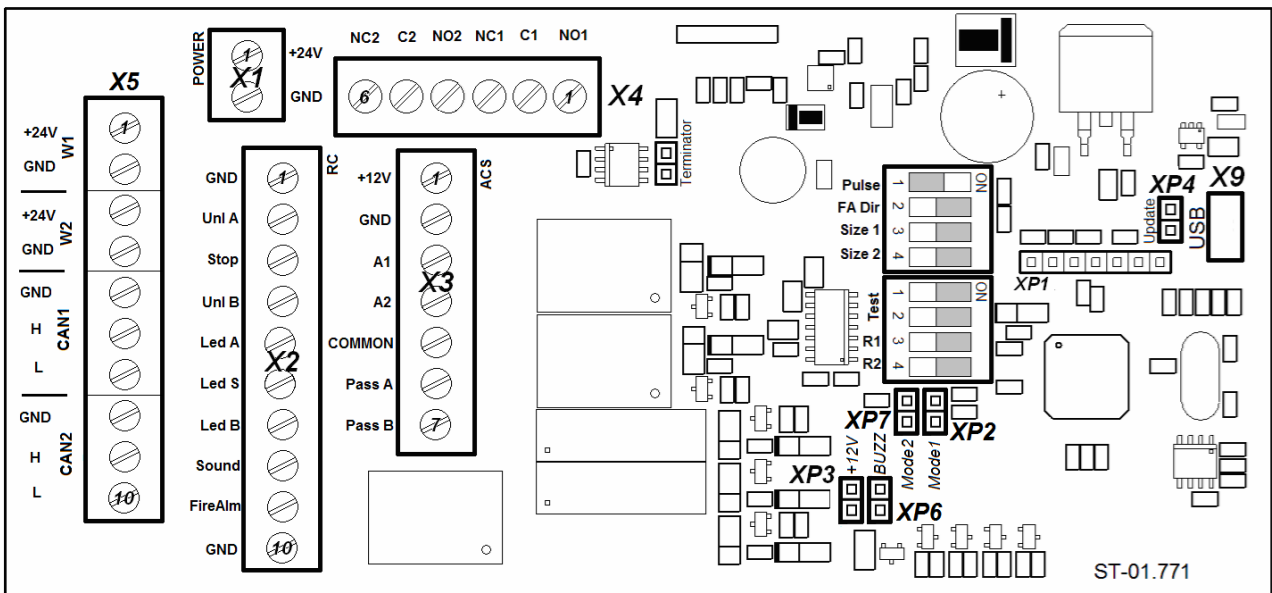 POWER
1
X1
+24V
GND
NC2 C2 NO2 NC1 C1 NO1
6 1
X4
X5
W1
+24V
GND
W2
+24V
GND
CAN1
GND
H
L
CAN2
GND
H
L
1
10
RC
GND
Unl A
Stop
Unl B
Led A
Led S
Led B
Sound
FireAlm
GND
1
X2
10
ACS
+12V
GND
A1
A2
COMMON
Pass A
Pass B
1
X3
7
Terminator
+
Pulse
FA Dir
Size 1
Size 2
1
2
3
4
NO
Test
R1
R2
1
2
3
4
NO
XP4
Update
USB
X9
XP1
XP7
Mode2
Mode1
XP2
XP3
+12V
BUZZ
XP6
ST-01.771